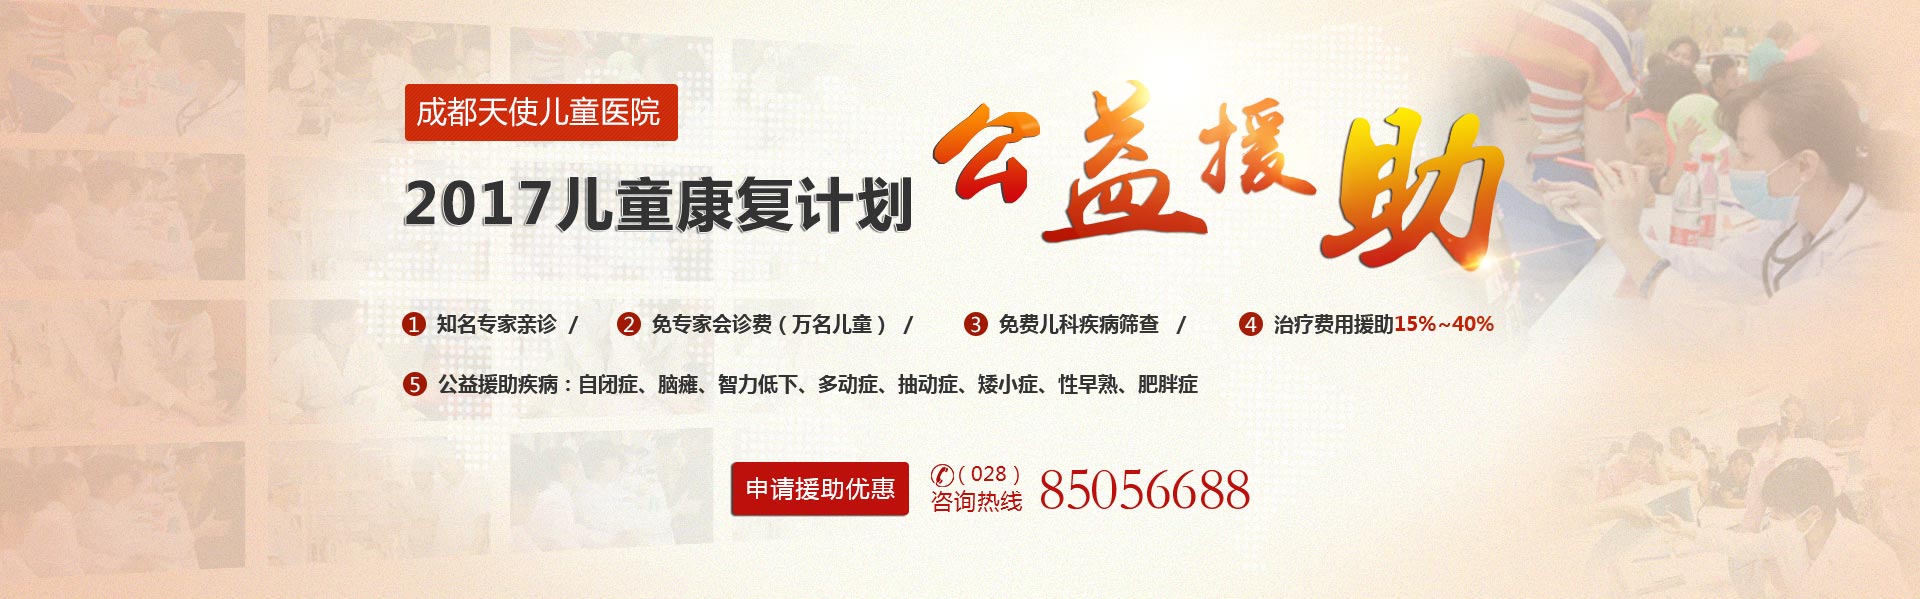 成都天使儿童医院
2017儿童康复计划
公益援助
1 知名专家亲诊 /
2 免专家会诊费（万名儿童） /
3 免费儿科疾病筛查 /
4 治疗费用援助15%~40%
5 公益援助疾病：自闭症、脑瘫、智力低下、多动症、抽动症、矮小症、性早熟、肥胖症
申请援助优惠
（028）
咨询热线
85056688